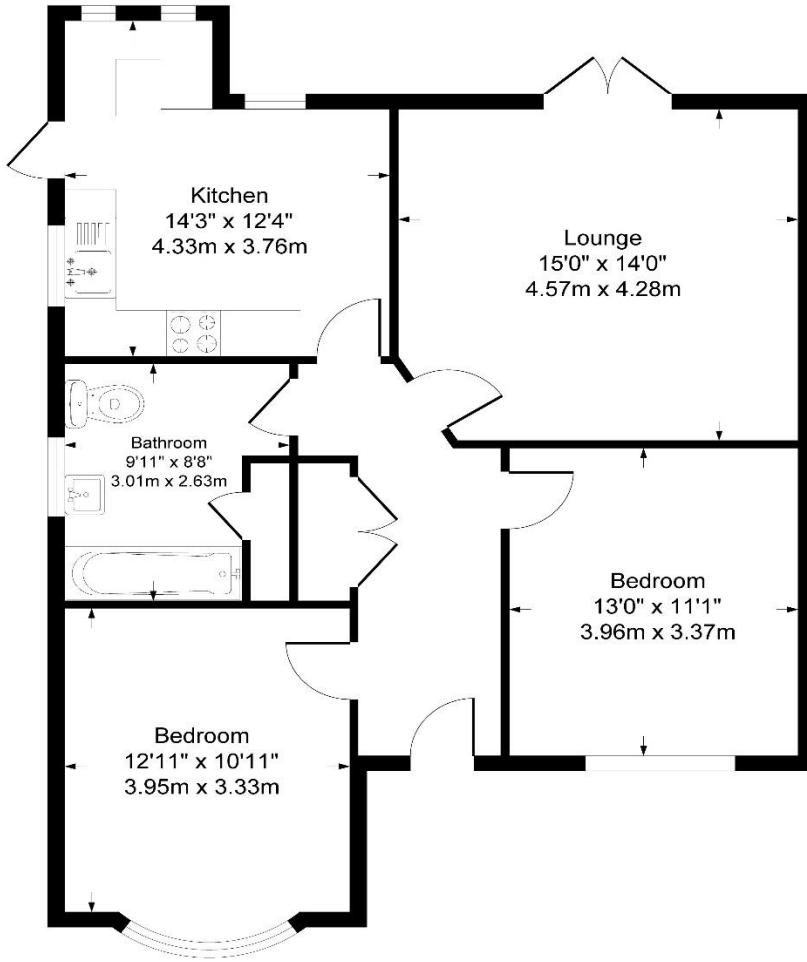 Kitchen
14'3" x 12'4"
4.33m x 3.76m
Lounge
15'0" x 14'0"
4.57m x 4.28m
Bathroom
9'11" x 8'8"
3.01m x 2.63m
Bedroom
13'0" x 11'1"
3.96m x 3.37m
Bedroom
12'11" x 10'11"
3.95m x 3.33m